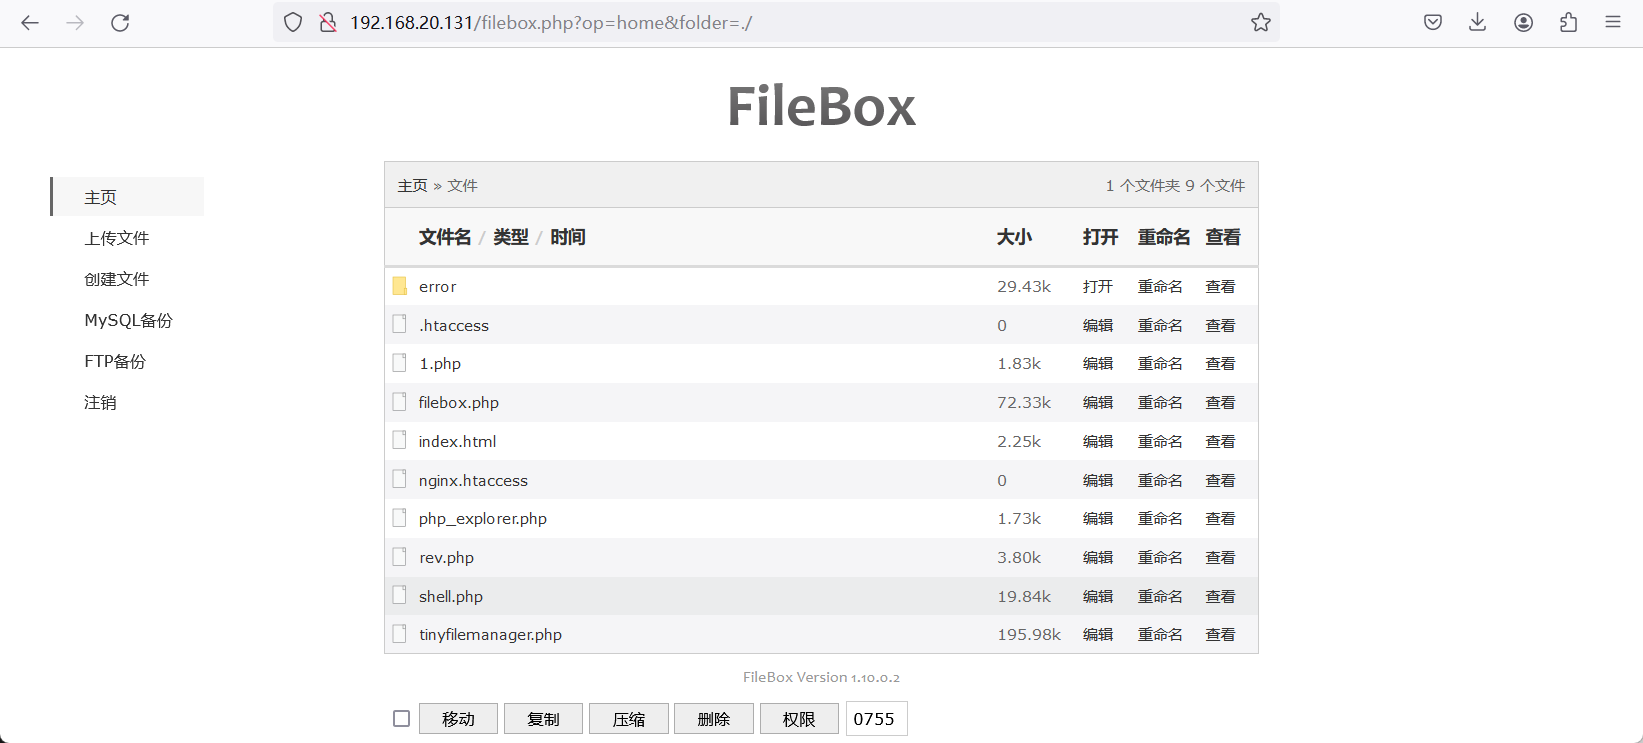 192.168.20.131/filebox.php?op=home&folder=./
FileBox
主页
上传文件
创建文件
MySQL备份
FTP备份
注销
主页 » 文件 1 个文件夹 9 个文件
文件名 / 类型 / 时间 大小 打开 重命名 查看
error 29.43k 打开 重命名 查看
.htaccess 0 编辑 重命名 查看
1.php 1.83k 编辑 重命名 查看
filebox.php 72.33k 编辑 重命名 查看
index.html 2.25k 编辑 重命名 查看
nginx.htaccess 0 编辑 重命名 查看
php_explorer.php 1.73k 编辑 重命名 查看
rev.php 3.80k 编辑 重命名 查看
shell.php 19.84k 编辑 重命名 查看
tinyfilemanager.php 195.98k 编辑 重命名 查看
FileBox Version 1.10.0.2
移动 复制 压缩 删除 权限 0755